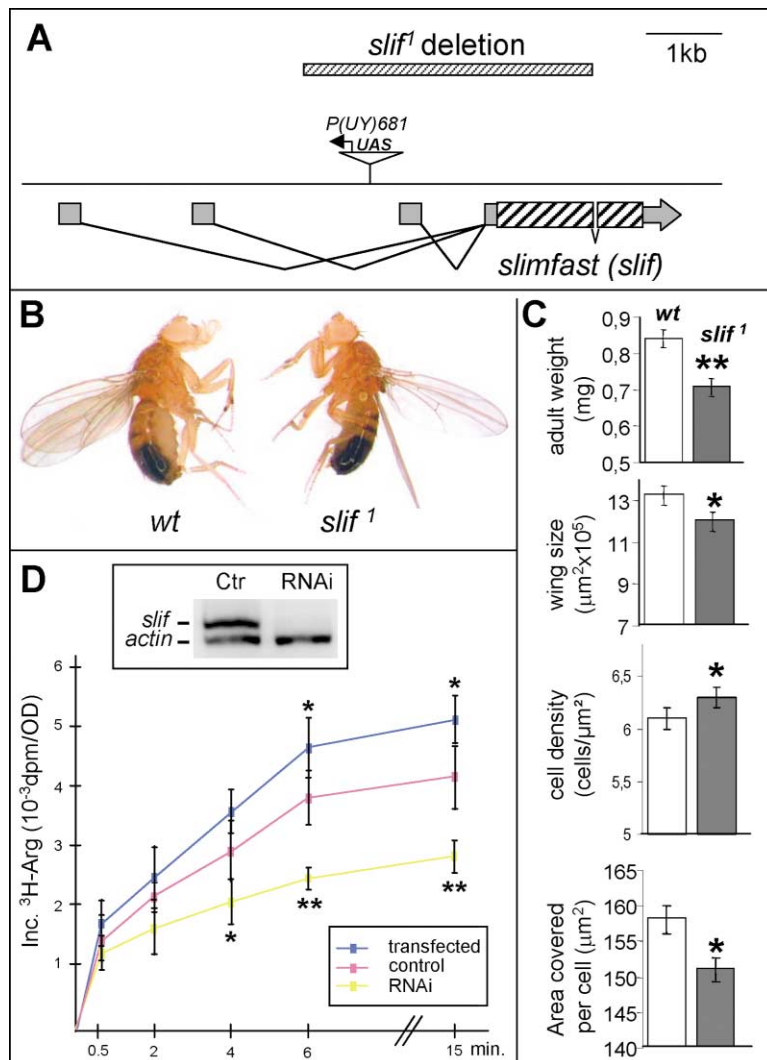 A
slif¹ deletion
1kb
P(UY)681
UAS
slimfast (slif)
B
wt
slif ¹
C
wt
slif ¹
adult weight
(mg)
0,9
0,8
0,7
0,6
0,5
**
wing size
(µm²x10⁵)
13
11
9
7
*
cell density
(cells/µm²)
6,5
6
5,5
5
*
Area covered
per cell (µm²)
165
160
155
150
145
140
*
D
Ctr RNAi
slif
actin
Inc. ³H-Arg (10⁻³dpm/OD)
6
5
4
3
2
1
* *
* ** **
transfected
control
RNAi
0.5 2 4 6 // 15 min.